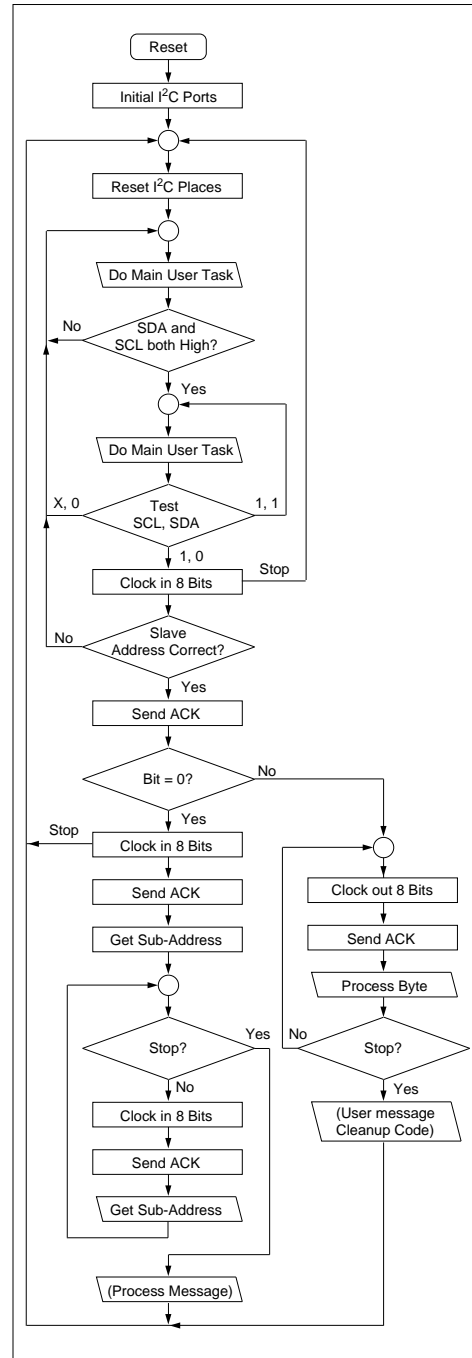 Reset
Initial I²C Ports
Reset I²C Places
Do Main User Task
No
SDA and
SCL both High?
Yes
Do Main User Task
X, 0
Test
SCL, SDA
1, 1
1, 0
Clock in 8 Bits
Stop
No
Slave
Address Correct?
Yes
Send ACK
Bit = 0?
No
Yes
Stop
Clock in 8 Bits
Send ACK
Get Sub-Address
Stop?
Yes
No
Clock in 8 Bits
Send ACK
Get Sub-Address
(Process Message)
Clock out 8 Bits
Send ACK
Process Byte
No
Stop?
Yes
(User message
Cleanup Code)